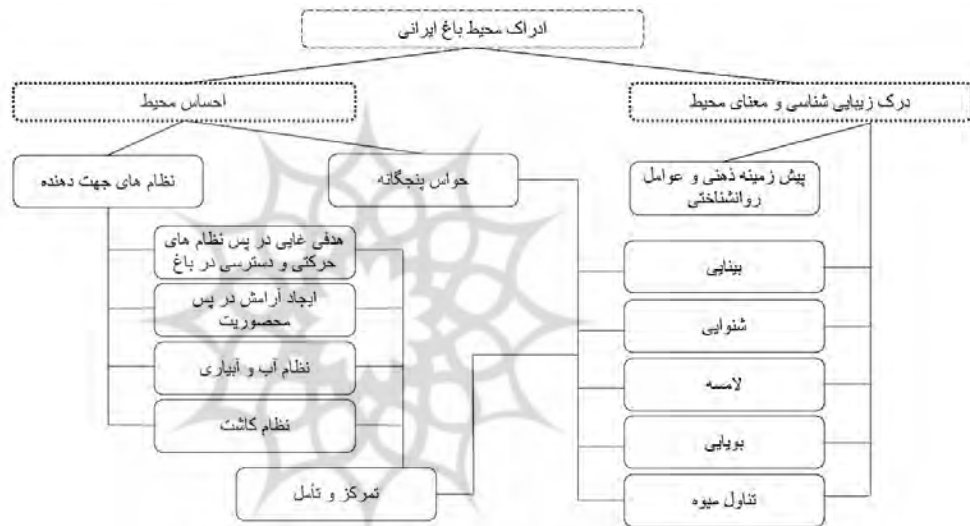 ادراک محیط باغ ایرانی
درک زیبایی شناسی و معنای محیط
احساس محیط
پیش زمینه ذهنی و عوامل
روانشناختی
حواس پنجگانه
نظام های جهت دهنده
بینایی
شنوایی
لامسه
بویایی
تناول میوه
هدفی غایی در پس نظام های
حرکتی و دسترسی در باغ
ایجاد آرامش در پس
محصوریت
نظام آب و آبیاری
نظام کاشت
تمرکز و تأمل